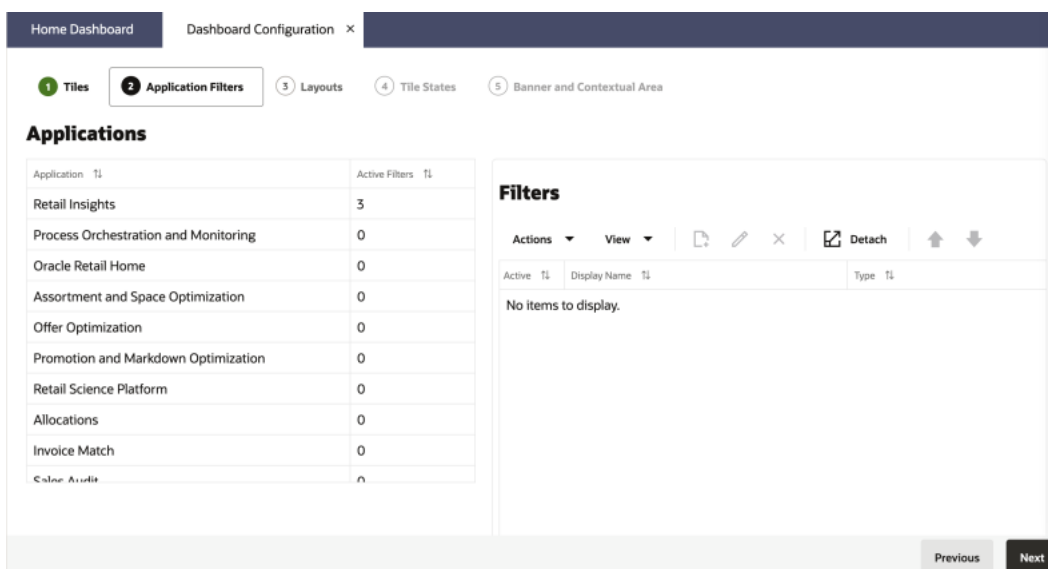 Home Dashboard Dashboard Configuration ×
1 Tiles 2 Application Filters 3 Layouts 4 Tile States 5 Banner and Contextual Area
Applications
Application Active Filters
Retail Insights 3
Process Orchestration and Monitoring 0
Oracle Retail Home 0
Assortment and Space Optimization 0
Offer Optimization 0
Promotion and Markdown Optimization 0
Retail Science Platform 0
Allocations 0
Invoice Match 0
Sales Audit 0
Filters
Actions View Detach
Active Display Name Type
No items to display.
Previous Next